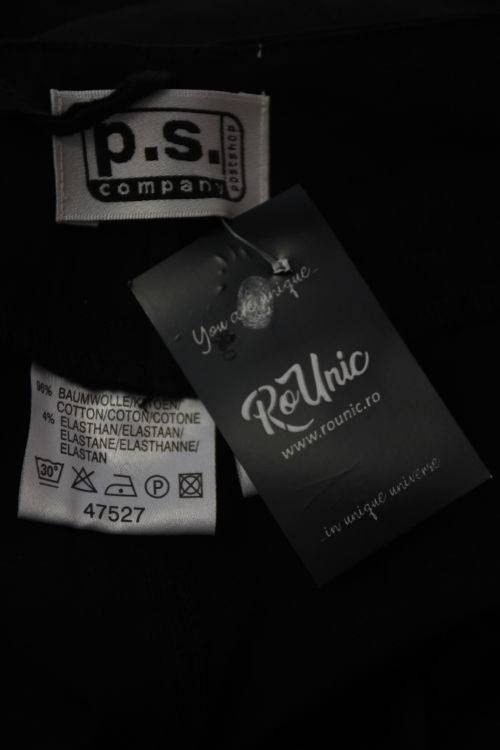 p.s.
company
postshop
You are unique...
RoUnic
www.rounic.ro
...in unique universe
BAUMWOLLE/KATOEN/
COTTON/COTON/COTONE
4% ELASTHAN/ELASTAAN/
ELASTANE/ELASTHANNE/
ELASTAN
30°
P
47527